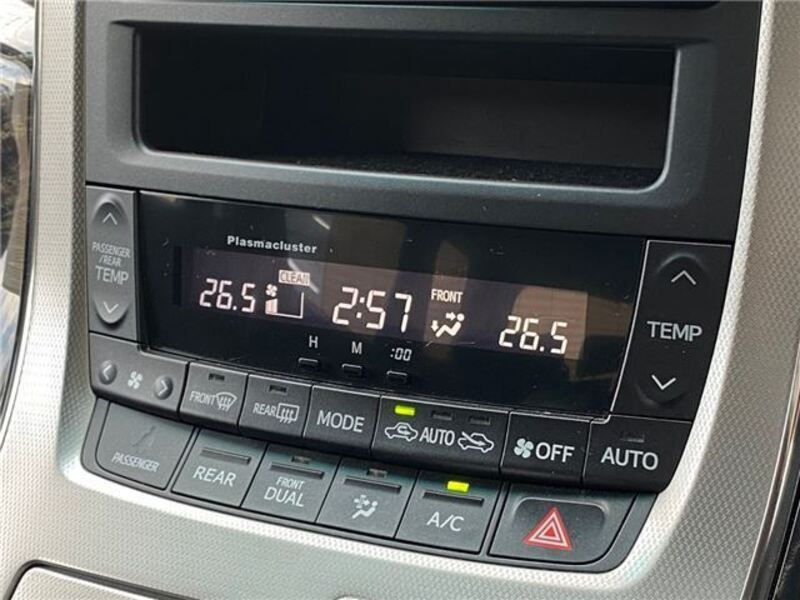 Plasmacluster
PASSENGER
/REAR
TEMP
26.5
CLEAN
2:57
FRONT
26.5
TEMP
H
M
:00
FRONT
REAR
MODE
AUTO
OFF
AUTO
PASSENGER
REAR
FRONT
DUAL
A/C